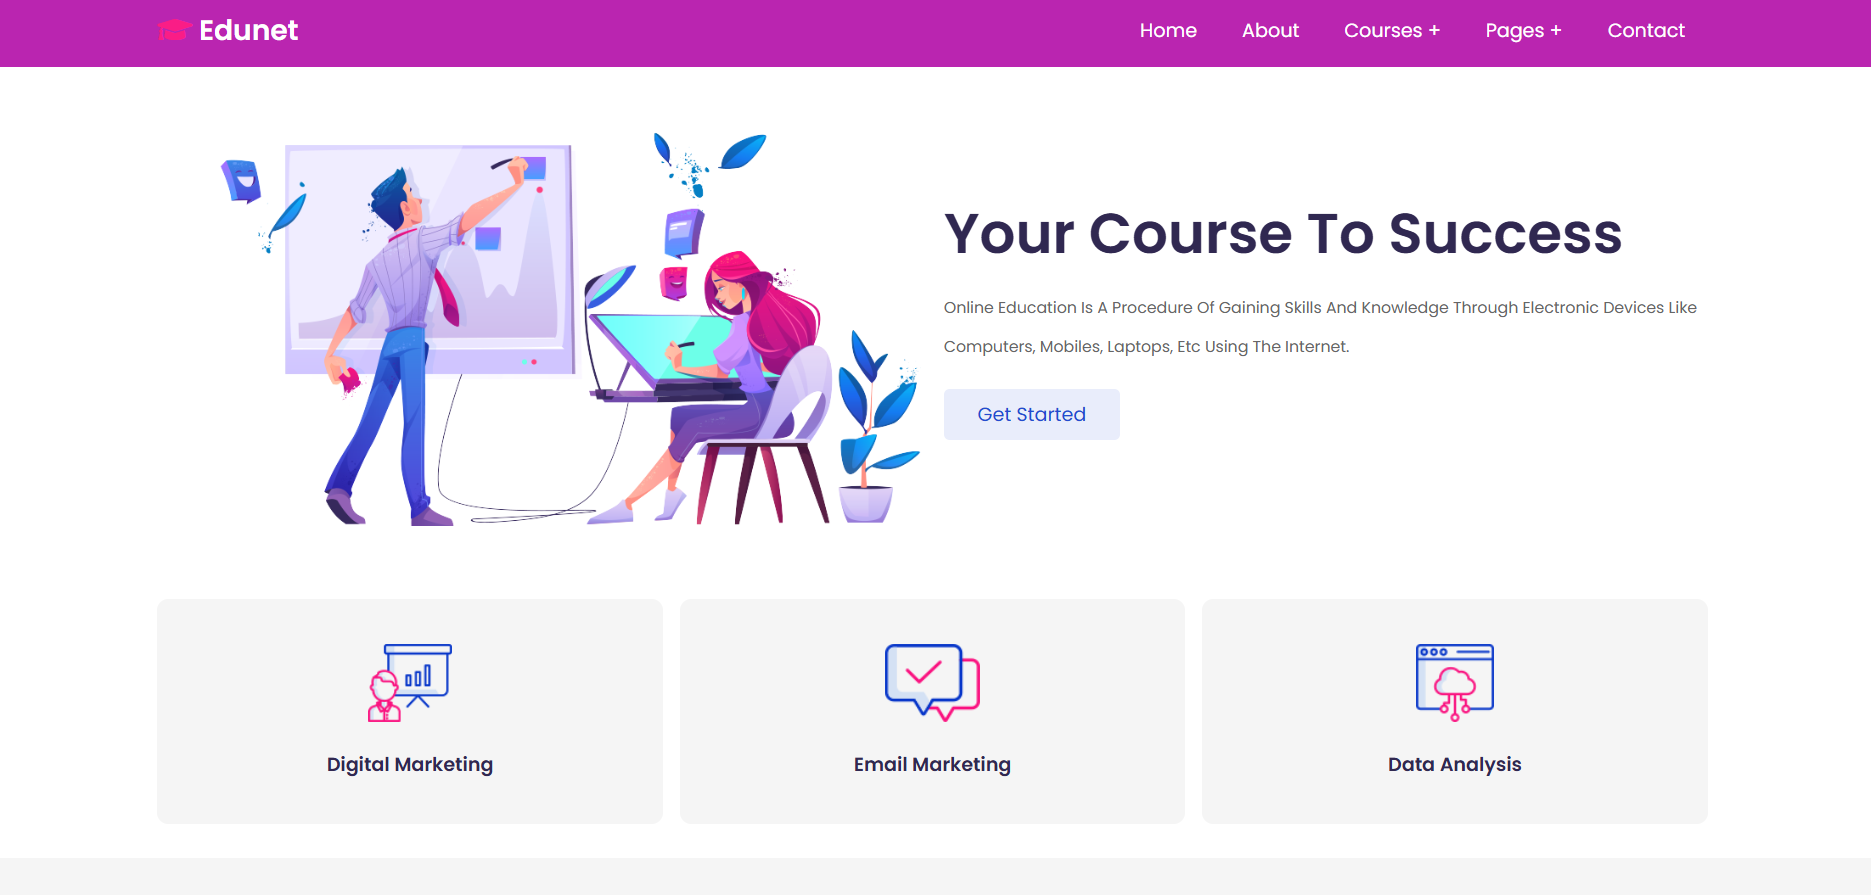 Edunet
Home
About
Courses +
Pages +
Contact
Your Course To Success
Online Education Is A Procedure Of Gaining Skills And Knowledge Through Electronic Devices Like
Computers, Mobiles, Laptops, Etc Using The Internet.
Get Started
Digital Marketing
Email Marketing
Data Analysis